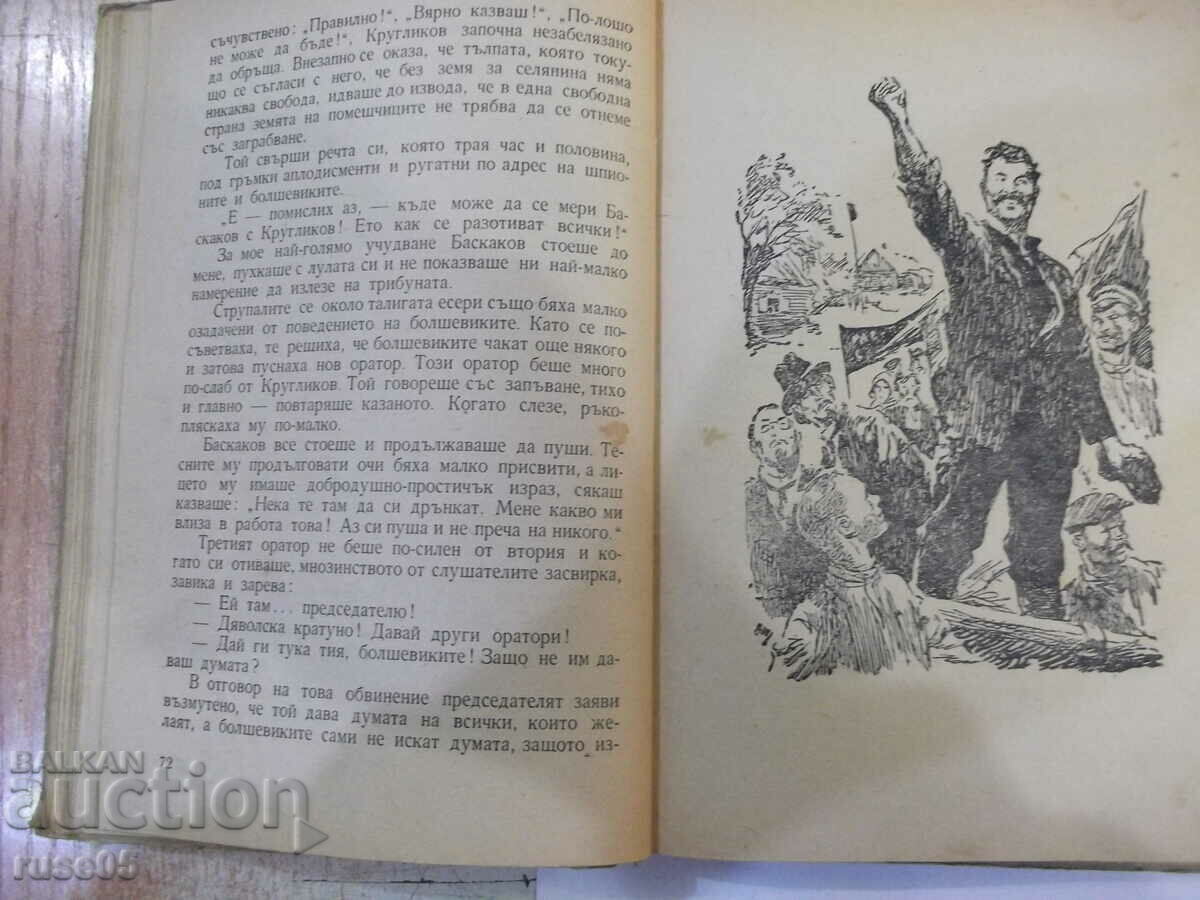 съчувствено: „Правилно!“, „Вярно казваш!“, „По-лошо
не може да бъде!“, Кругликов започна незабелязано
да обръща. Внезапно се оказа, че тълпата, която току-
що се съгласи с него, че без земя за селянина няма
никаква свобода, идваше до извода, че в една свободна
страна земята на помешчиците не трябва да се отнеме
със заграбване.
Той свърши речта си, която трая час и половина,
под гръмки аплодисменти и ругатни по адрес на шпио-
ните и болшевиките..
„Е — помислих аз, — къде може да се мери Ба-
скаков с Кругликов! Ето как се разотиват всички!“
За мое най-голямо учудване Баскаков стоеше до
мене, пухкаше с лулата си и не показваше ни най-малко
намерение да излезе на трибуната.
Струпалите се около талигата есери също бяха малко
озадачени от поведението на болшевиките. Като се по-
съветваха, те решиха, че болшевиките чакат още някого
и затова пуснаха нов оратор. Този оратор беше много
по-слаб от Кругликов. Той говореше със запъване, тихо
и главно — повтаряше казаното. Когато слезе, ръко-
пляскаха му по-малко.
Баскаков все стоеше и продължаваше да пуши. Те-
сните му продълговати очи бяха малко присвити, а ли-
цето му имаше добродушно-простичък израз, сякаш
казваше: „Нека те там да си дрънкат. Мене какво ми
влиза в работа това! Аз си пуша и не преча на никого.“
Третият оратор не беше по-силен от втория и ко-
гато си отиваше, мнозинството от слушателите засвирка,
завика и зарева:
— Ей там... председателю!
— Дяволска кратуно! Давай други оратори!
— Дай ги тука тия, болшевиките! Защо не им да-
ваш думата?
В отговор на това обвинение председателят заяви
възмутено, че той дава думата на всички, които же-
лаят, а болшевиките сами не искат думата, защото из-
72
BALKAN
auction
ruse05